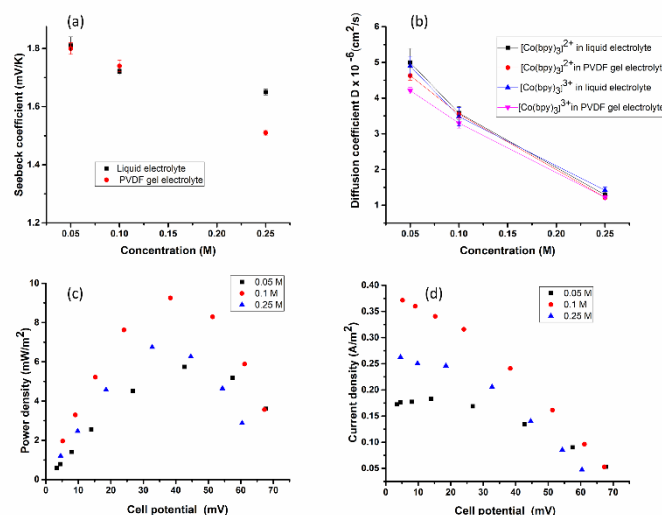 (a)
Seebeck coefficient (mV/K)
1.8
1.6
1.4
1.2
Liquid electrolyte
PVDF gel electrolyte
0.05 0.10 0.15 0.20 0.25
Concentration (M)
(b)
Diffusion coefficient D x 10⁻⁶(cm²/s)
6
5
4
3
2
1
[Co(bpy)₃]²⁺ in liquid electrolyte
[Co(bpy)₃]²⁺ in PVDF gel electrolyte
[Co(bpy)₃]³⁺ in liquid electrolyte
[Co(bpy)₃]³⁺ in PVDF gel electrolyte
0.05 0.10 0.15 0.20 0.25
Concentration (M)
(c)
0.05 M
0.1 M
0.25 M
Power density (mW/m²)
10
8
6
4
2
0
0 10 20 30 40 50 60 70
Cell potential (mV)
(d)
0.05 M
0.1 M
0.25 M
Current density (A/m²)
0.40
0.35
0.30
0.25
0.20
0.15
0.10
0.05
0 10 20 30 40 50 60 70
Cell potential (mV)